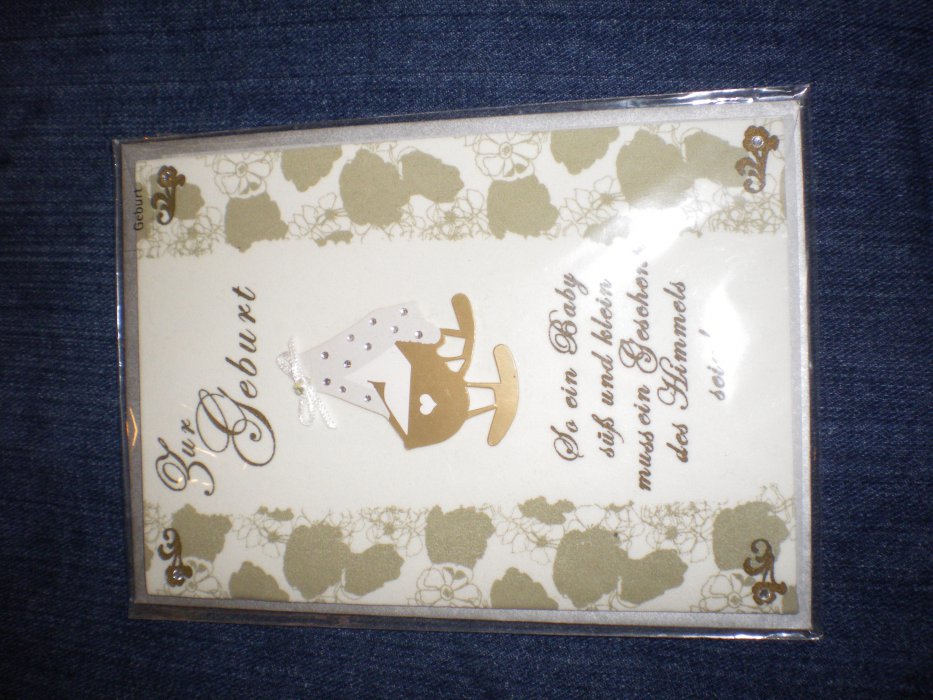 Geburt
Zur
Geburt
So ein Baby
süß und klein
muss ein Geschenk
des Himmels
sein!